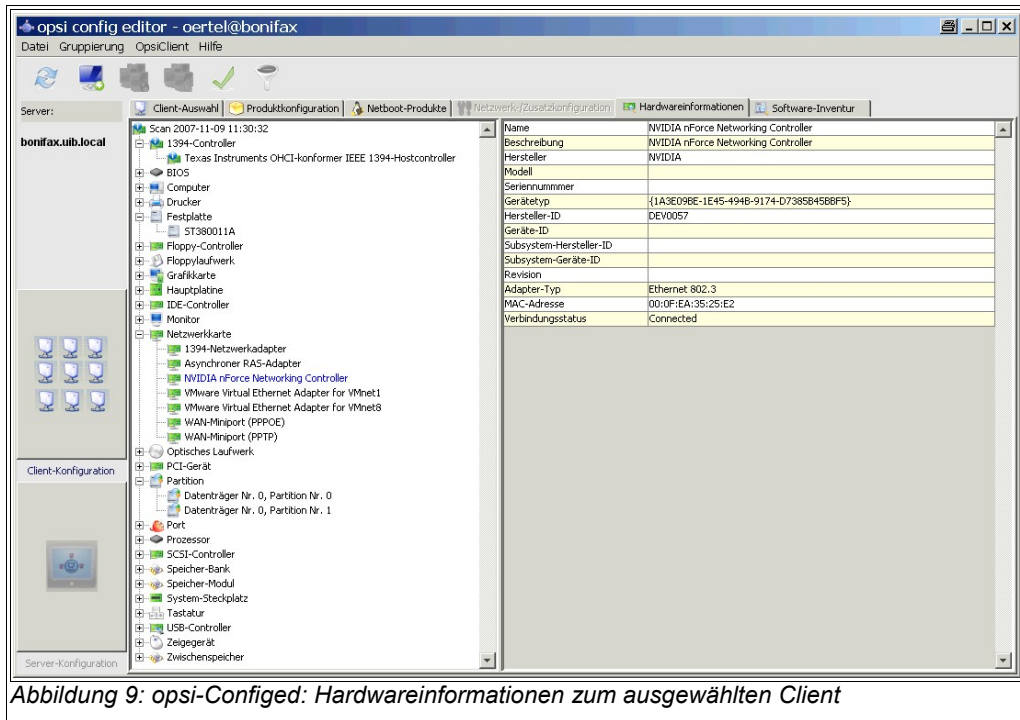 opsi config editor - oertel@bonifax
Datei Gruppierung OpsiClient Hilfe
Server:
bonifax.uib.local
Client-Konfiguration
Server-Konfiguration
Client-Auswahl Produktkonfiguration Netboot-Produkte Netzwerk-/Zusatzkonfiguration Hardwareinformationen Software-Inventur
Scan 2007-11-09 11:30:32
1394-Controller
Texas Instruments OHCI-konformer IEEE 1394-Hostcontroller
BIOS
Computer
Drucker
Festplatte
ST380011A
Floppy-Controller
Floppylaufwerk
Grafikkarte
Hauptplatine
IDE-Controller
Monitor
Netzwerkkarte
1394-Netzwerkadapter
Asynchroner RAS-Adapter
NVIDIA nForce Networking Controller
VMware Virtual Ethernet Adapter for VMnet1
VMware Virtual Ethernet Adapter for VMnet8
WAN-Miniport (PPPOE)
WAN-Miniport (PPTP)
Optisches Laufwerk
PCI-Gerät
Partition
Datenträger Nr. 0, Partition Nr. 0
Datenträger Nr. 0, Partition Nr. 1
Port
Prozessor
SCSI-Controller
Speicher-Bank
Speicher-Modul
System-Steckplatz
Tastatur
USB-Controller
Zeigegerät
Zwischenspeicher
Name NVIDIA nForce Networking Controller
Beschreibung NVIDIA nForce Networking Controller
Hersteller NVIDIA
Modell
Seriennummmer
Gerätetyp {1A3E09BE-1E45-494B-9174-D7385B45BBF5}
Hersteller-ID DEV0057
Geräte-ID
Subsystem-Hersteller-ID
Subsystem-Geräte-ID
Revision
Adapter-Typ Ethernet 802.3
MAC-Adresse 00:0F:EA:35:25:E2
Verbindungsstatus Connected
Abbildung 9: opsi-Configed: Hardwareinformationen zum ausgewählten Client